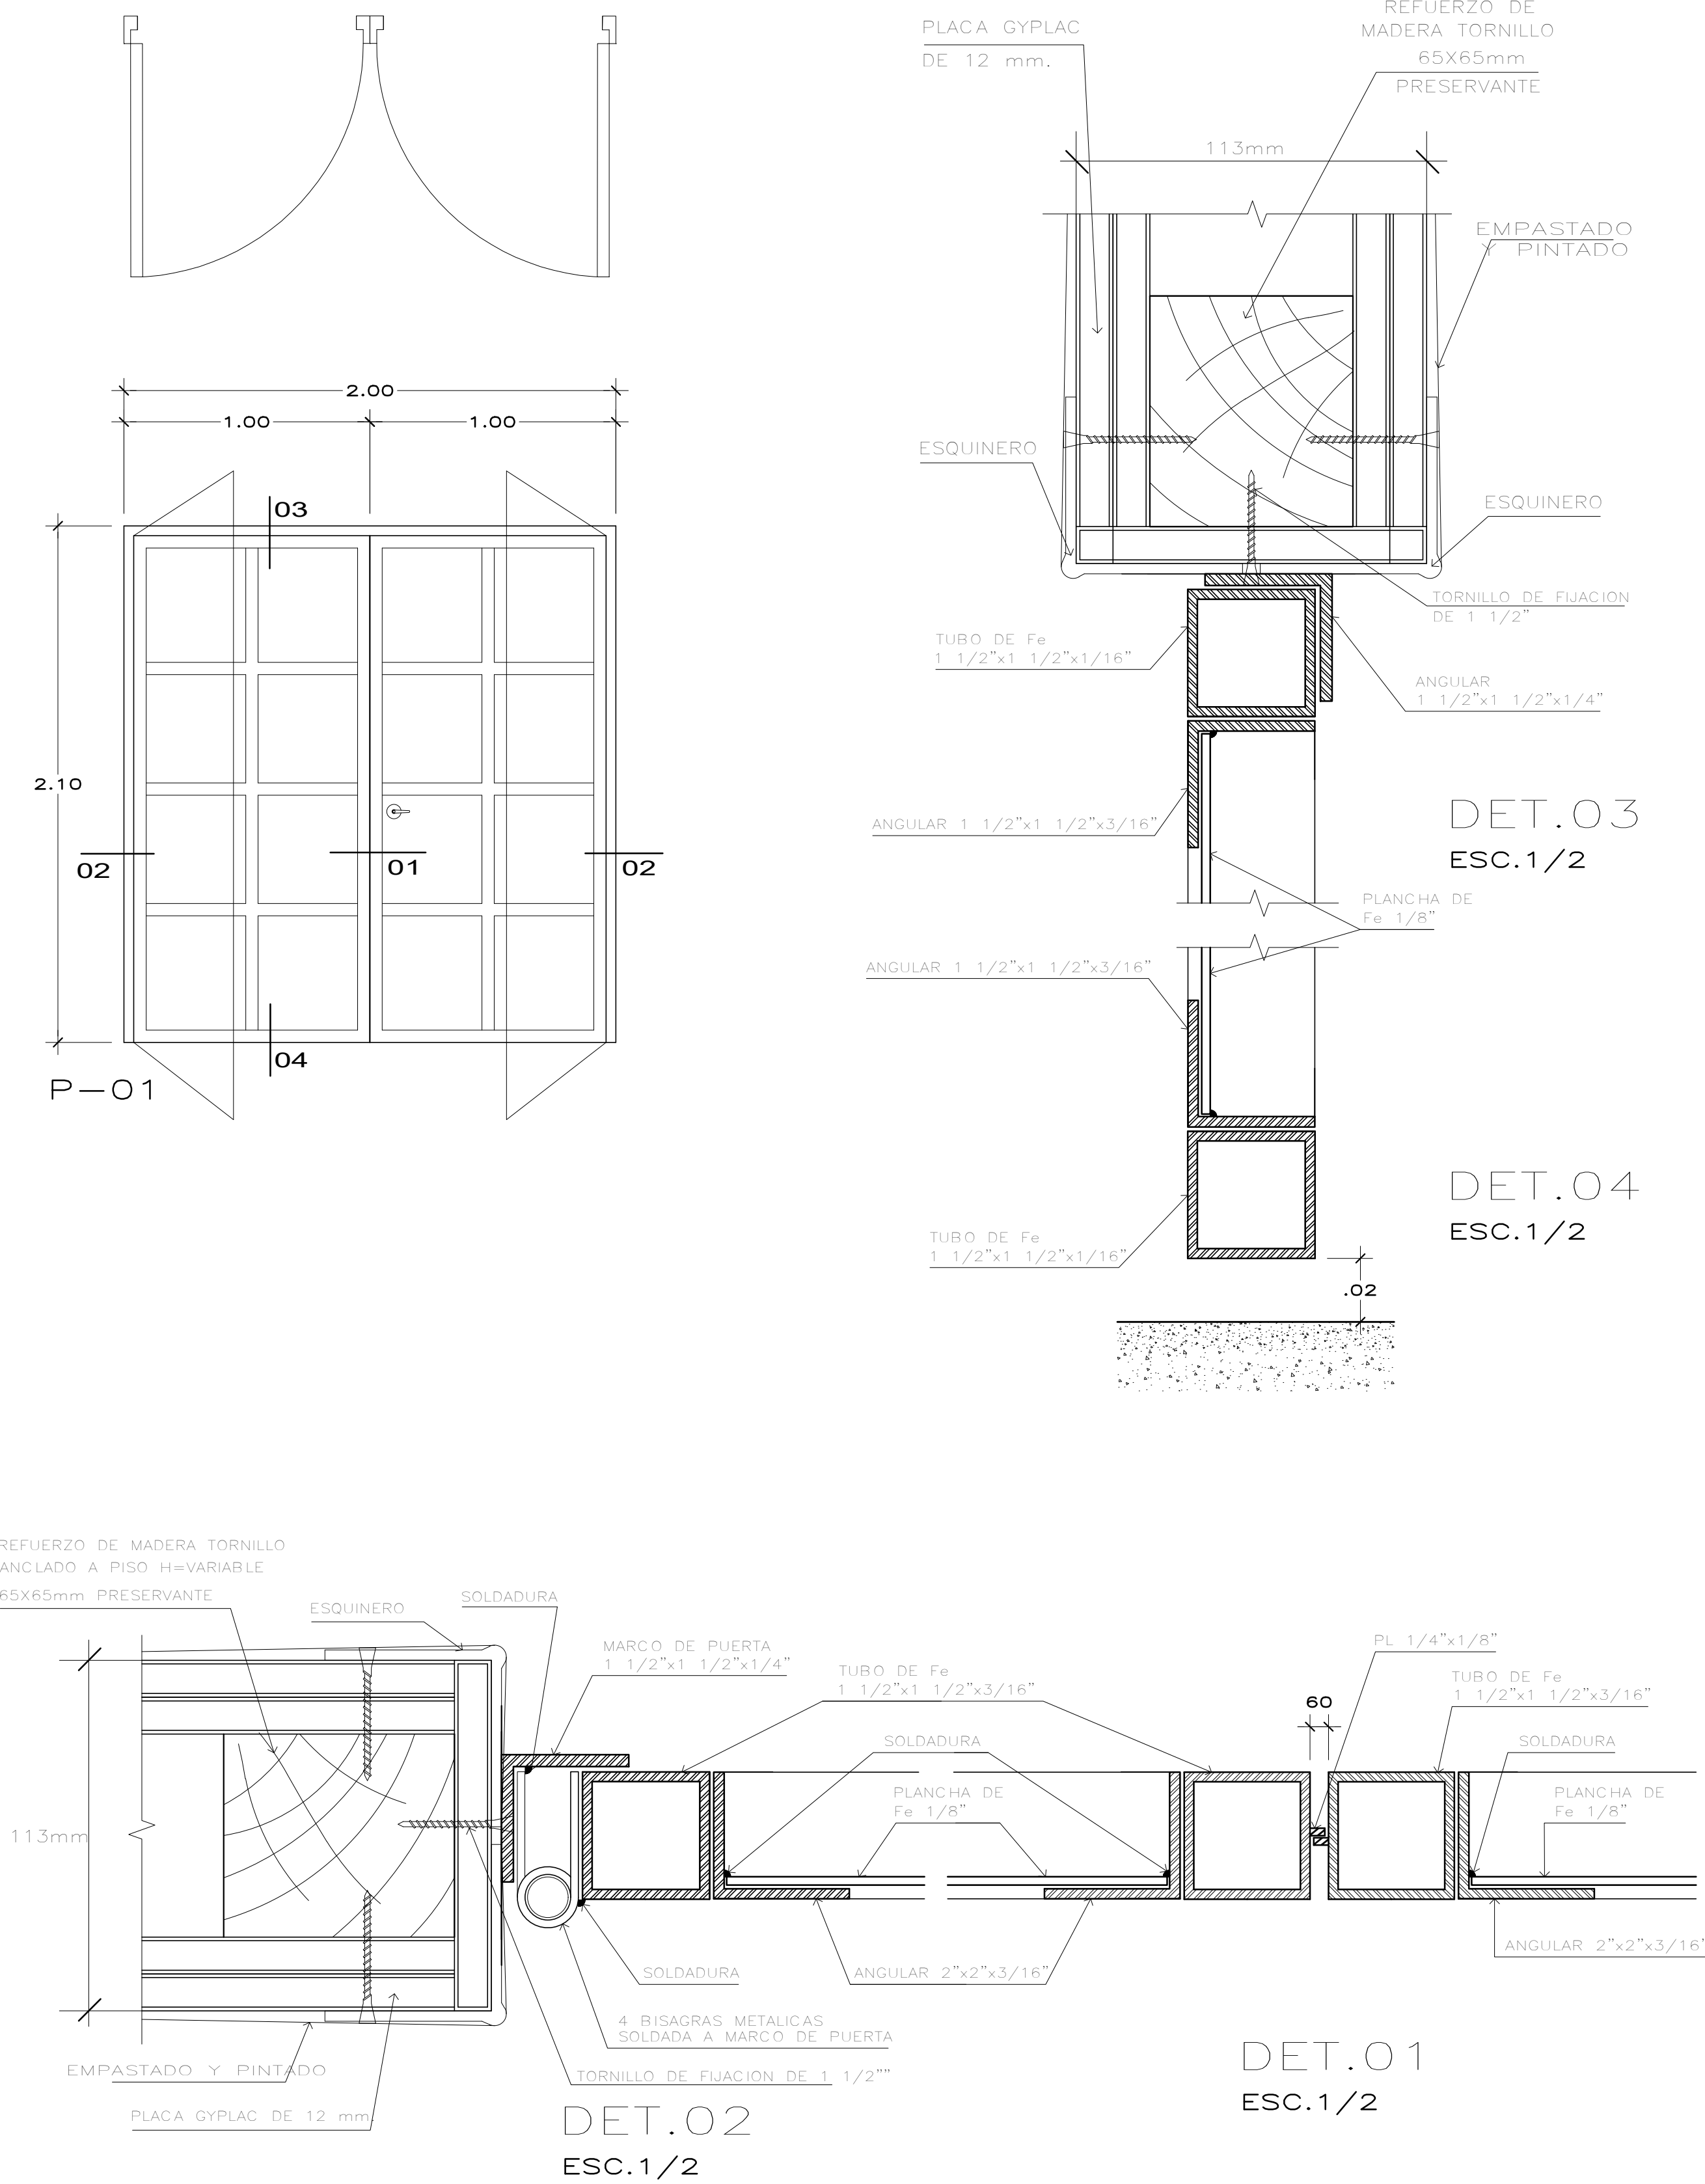 PLACA GYPLAC
DE 12 mm.
REFUERZO DE
MADERA TORNILLO
65X65mm
PRESERVANTE
113mm
EMPASTADO
Y PINTADO
ESQUINERO
ESQUINERO
TORNILLO DE FIJACION
DE 1 1/2”
TUBO DE Fe
1 1/2”x1 1/2”x1/16”
ANGULAR
1 1/2”x1 1/2”x1/4”
ANGULAR 1 1/2”x1 1/2”x3/16”
DET.03
ESC.1/2
PLANCHA DE
Fe 1/8”
ANGULAR 1 1/2”x1 1/2”x3/16”
DET.04
ESC.1/2
TUBO DE Fe
1 1/2”x1 1/2”x1/16”
.02
2.00
1.00
1.00
03
2.10
02
01
02
04
P-01
REFUERZO DE MADERA TORNILLO
ANCLADO A PISO H=VARIABLE
65X65mm PRESERVANTE
ESQUINERO
SOLDADURA
MARCO DE PUERTA
1 1/2”x1 1/2”x1/4”
TUBO DE Fe
1 1/2”x1 1/2”x3/16”
PL 1/4”x1/8”
60
TUBO DE Fe
1 1/2”x1 1/2”x3/16”
SOLDADURA
SOLDADURA
PLANCHA DE
Fe 1/8”
PLANCHA DE
Fe 1/8”
113mm
SOLDADURA
ANGULAR 2”x2”x3/16”
ANGULAR 2”x2”x3/16”
4 BISAGRAS METALICAS
SOLDADA A MARCO DE PUERTA
EMPASTADO Y PINTADO
TORNILLO DE FIJACION DE 1 1/2””
PLACA GYPLAC DE 12 mm.
DET.02
ESC.1/2
DET.01
ESC.1/2